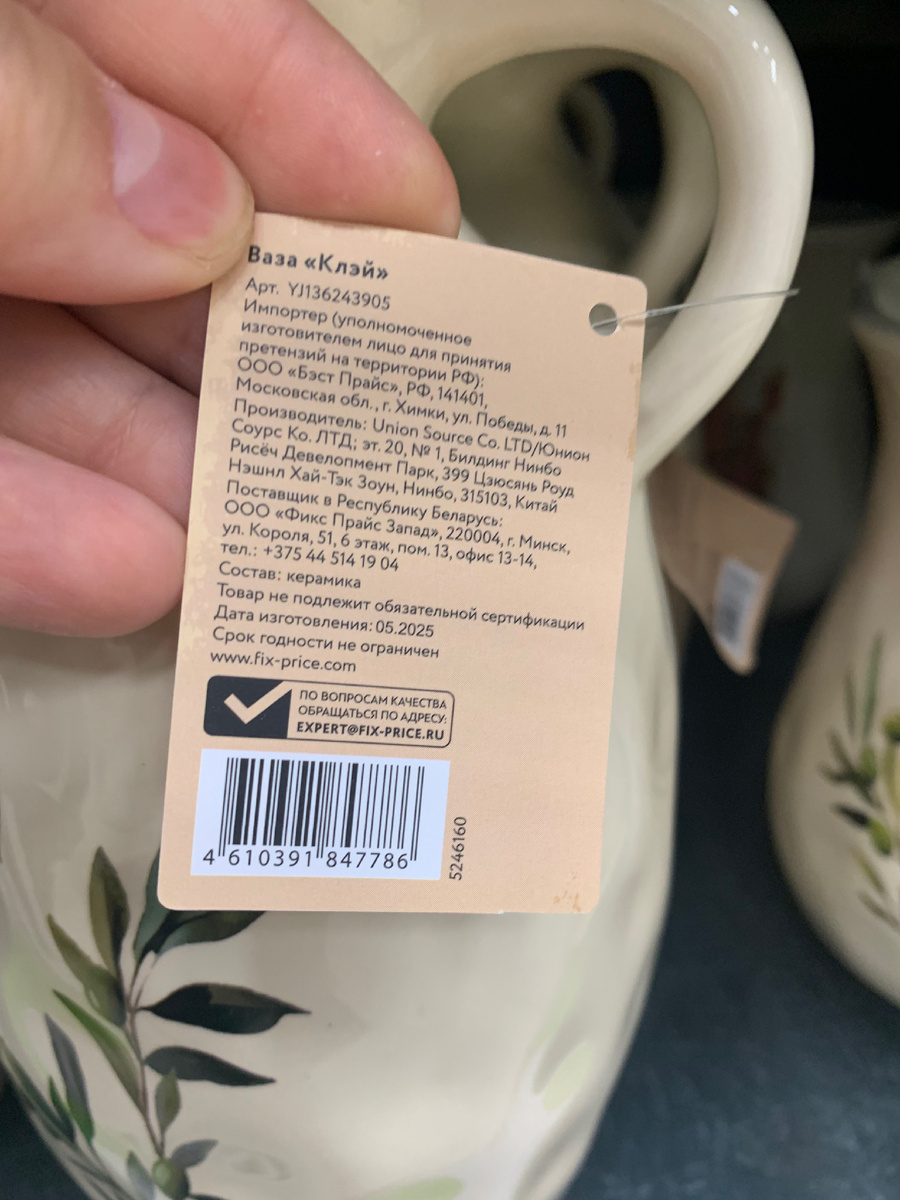 Ваза «Клэй»
Арт. YJ136243905
Импортер (уполномоченное
изготовителем лицо для принятия
претензий на территории РФ):
ООО «Бэст Прайс», РФ, 141401,
Московская обл., г. Химки, ул. Победы, д. 11
Производитель: Union Source Co. LTD/Юнион
Соурс Ко. ЛТД; эт. 20, № 1, Билдинг Нинбо
Рисёч Девелопмент Парк, 399 Цзюсянь Роуд
Нэшнл Хай-Тэк Зоун, Нинбо, 315103, Китай
Поставщик в Республику Беларусь:
ООО «Фикс Прайс Запад», 220004, г. Минск,
ул. Короля, 51, 6 этаж, пом. 13, офис 13-14,
тел.: +375 44 514 19 04
Состав: керамика
Товар не подлежит обязательной сертификации
Дата изготовления: 05.2025
Срок годности не ограничен
www.fix-price.com
ПО ВОПРОСАМ КАЧЕСТВА
ОБРАЩАТЬСЯ ПО АДРЕСУ:
EXPERT@FIX-PRICE.RU
4 610391 847786
5246160